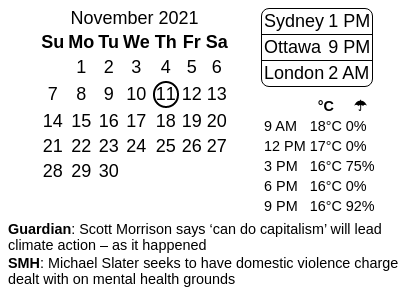 November 2021
Su Mo Tu We Th Fr Sa
1 2 3 4 5 6
7 8 9 10 11 12 13
14 15 16 17 18 19 20
21 22 23 24 25 26 27
28 29 30
Sydney 1 PM
Ottawa 9 PM
London 2 AM
°C ☂
9 AM 18°C 0%
12 PM 17°C 0%
3 PM 16°C 75%
6 PM 16°C 0%
9 PM 16°C 92%
Guardian: Scott Morrison says ‘can do capitalism’ will lead
climate action – as it happened
SMH: Michael Slater seeks to have domestic violence charge
dealt with on mental health grounds